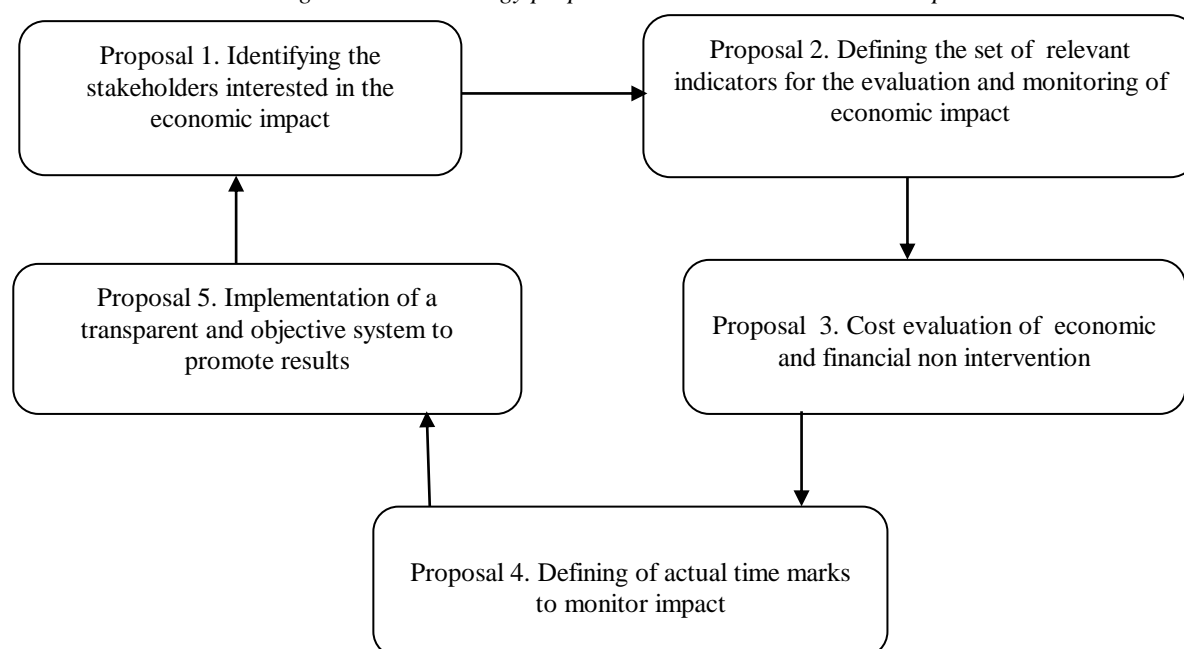 Proposal 1. Identifying the
stakeholders interested in the
economic impact
Proposal 2. Defining the set of relevant
indicators for the evaluation and monitoring of
economic impact
Proposal 3. Cost evaluation of economic
and financial non intervention
Proposal 4. Defining of actual time marks
to monitor impact
Proposal 5. Implementation of a
transparent and objective system to
promote results